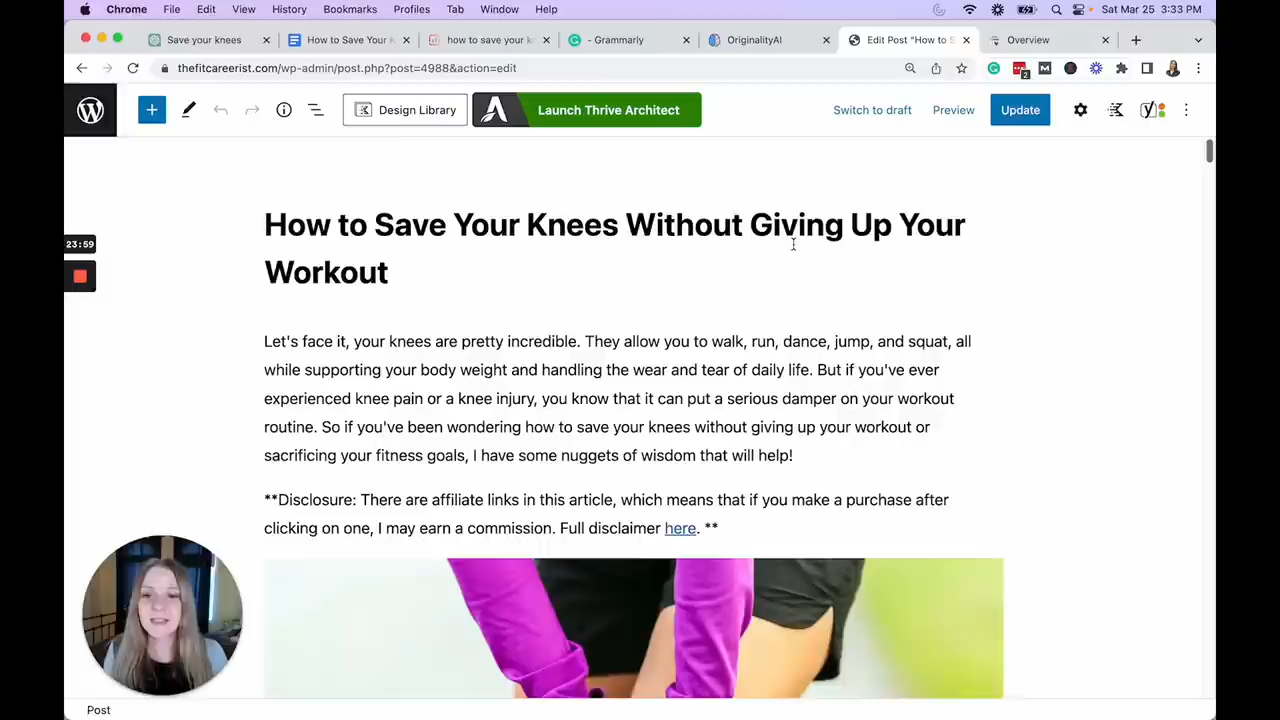 Chrome File Edit View History Bookmarks Profiles Tab Window Help Sat Mar 25 3:33 PM
Save your knees How to Save Your K how to save your k - Grammarly OriginalityAI Edit Post "How to S Overview
thefitcareerist.com/wp-admin/post.php?post=4988&action=edit
Design Library Launch Thrive Architect Switch to draft Preview Update
How to Save Your Knees Without Giving Up Your
Workout
23:59
Let's face it, your knees are pretty incredible. They allow you to walk, run, dance, jump, and squat, all
while supporting your body weight and handling the wear and tear of daily life. But if you've ever
experienced knee pain or a knee injury, you know that it can put a serious damper on your workout
routine. So if you've been wondering how to save your knees without giving up your workout or
sacrificing your fitness goals, I have some nuggets of wisdom that will help!
**Disclosure: There are affiliate links in this article, which means that if you make a purchase after
clicking on one, I may earn a commission. Full disclaimer here. **
Post